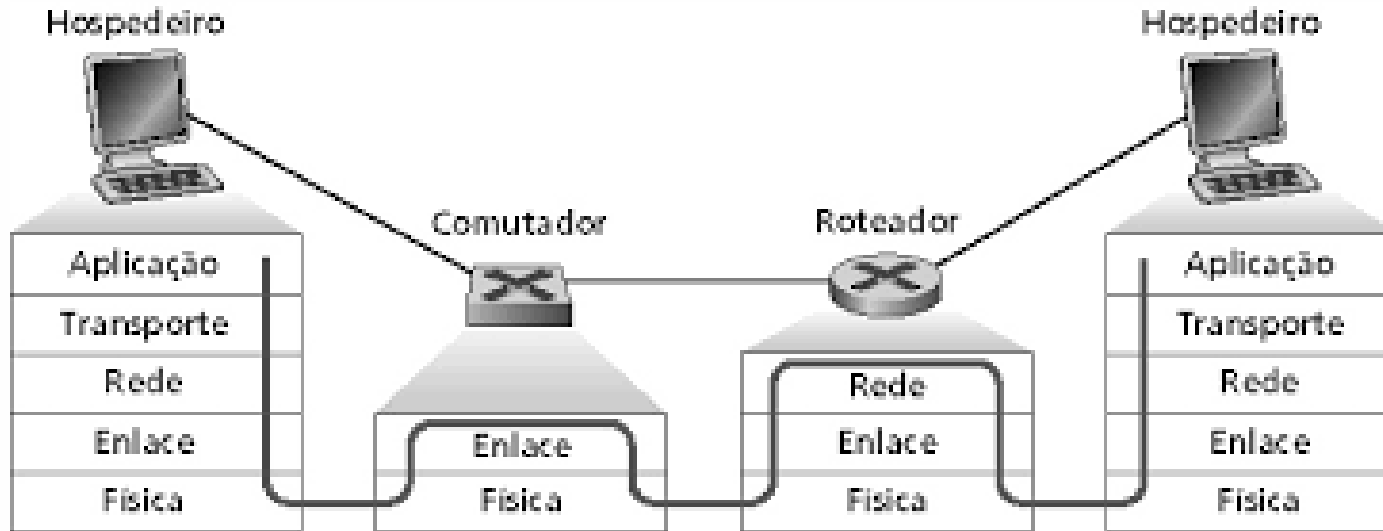 Hospedeiro
Hospedeiro
Comutador
Roteador
Aplicação
Transporte
Rede
Enlace
Física
Enlace
Física
Rede
Enlace
Física
Aplicação
Transporte
Rede
Enlace
Física